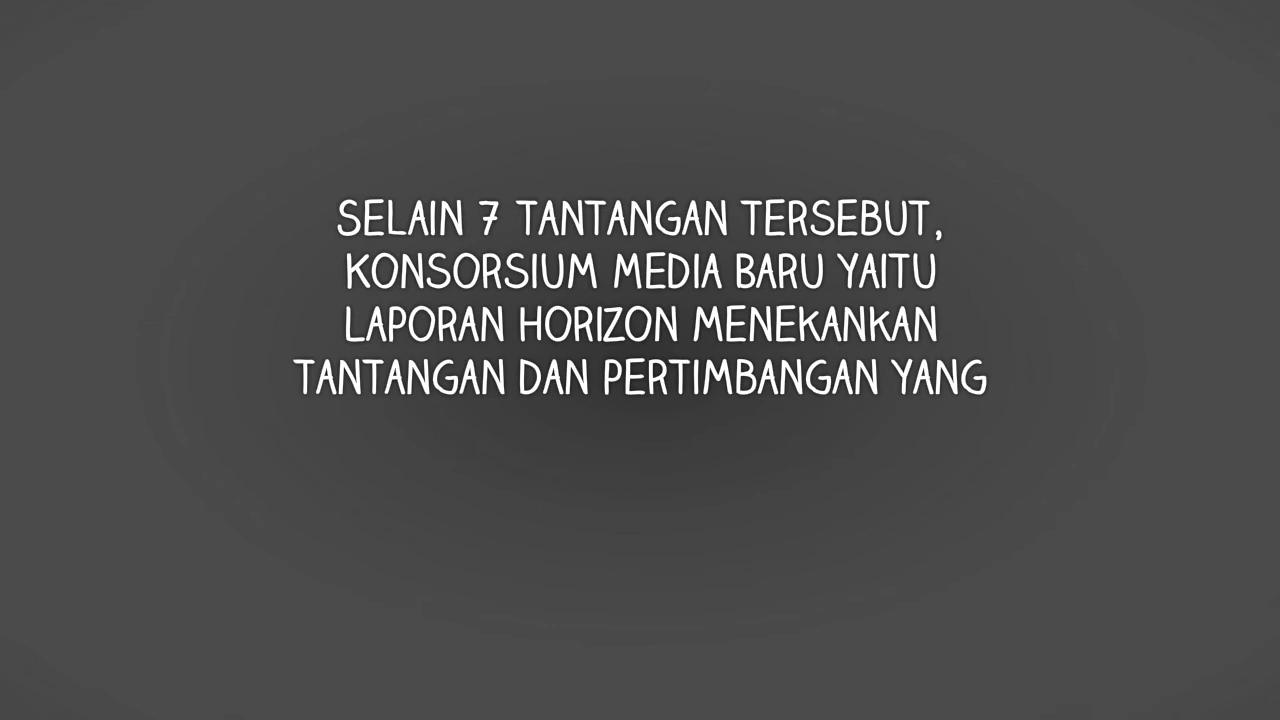 SELAIN 7 TANTANGAN TERSEBUT,
KONSORSIUM MEDIA BARU YAITU
LAPORAN HORIZON MENEKANKAN
TANTANGAN DAN PERTIMBANGAN YANG